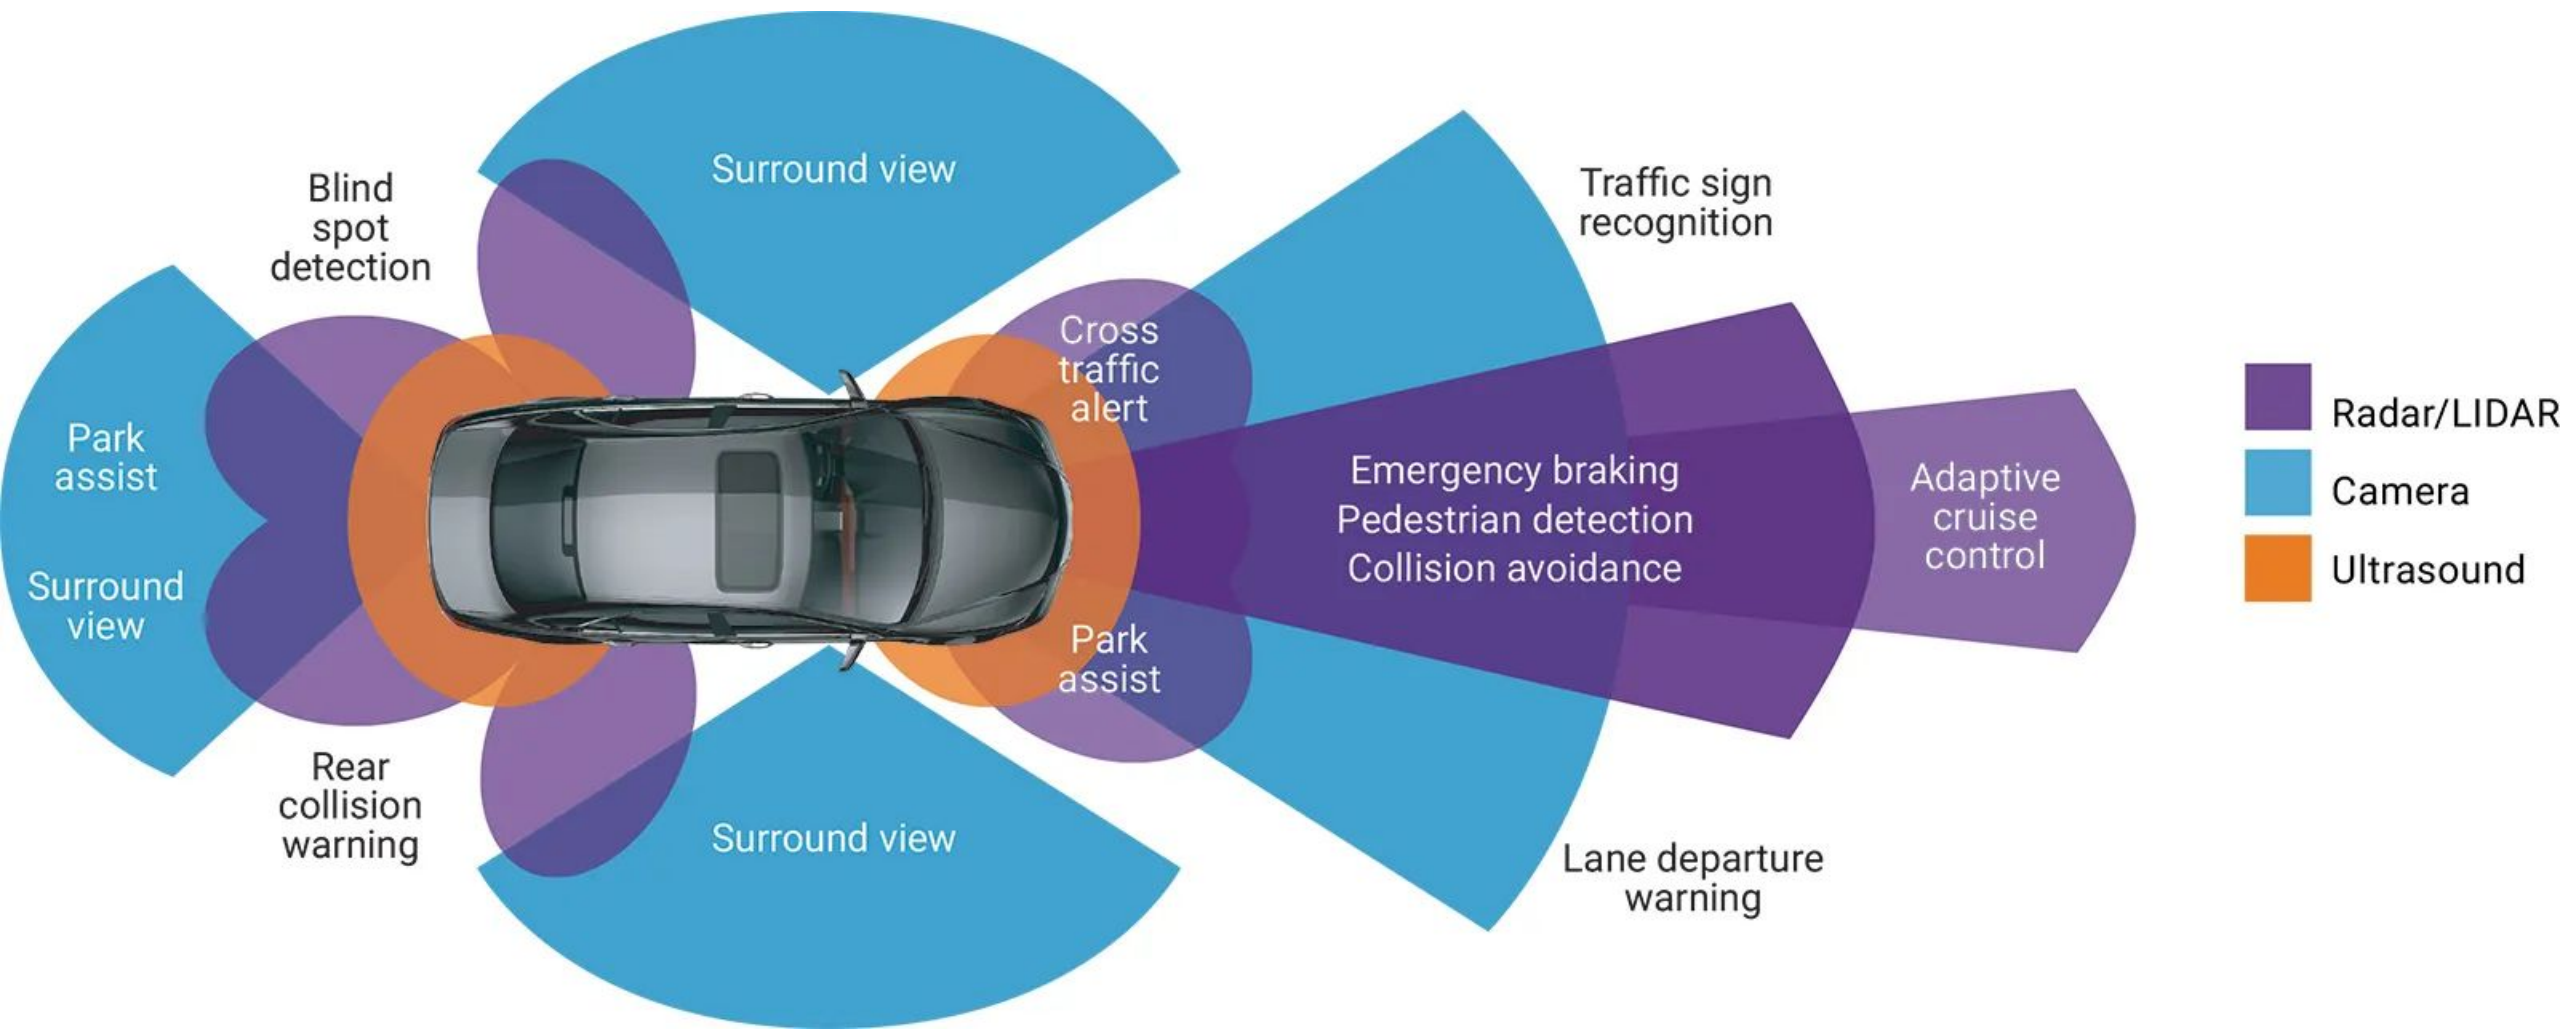 Surround view
Blind
spot
detection
Traffic sign
recognition
Cross
traffic
alert
Park
assist
Surround
view
Emergency braking
Pedestrian detection
Collision avoidance
Adaptive
cruise
control
Radar/LIDAR
Camera
Ultrasound
Park
assist
Rear
collision
warning
Surround view
Lane departure
warning